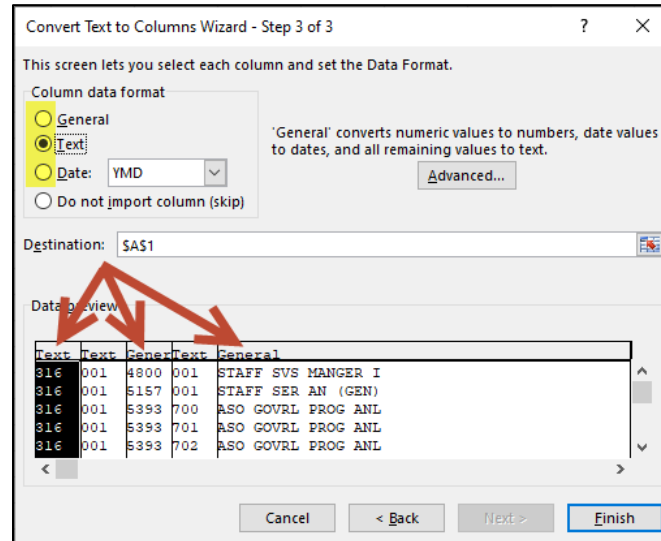 Convert Text to Columns Wizard - Step 3 of 3 ? ×
This screen lets you select each column and set the Data Format.
Column data format
General
Text
Date: YMD
Do not import column (skip)
'General' converts numeric values to numbers, date values
to dates, and all remaining values to text.
Advanced...
Destination: $A$1
Data preview
Text Text Gener Text General
316 001 4800 001 STAFF SVS MANGER I
316 001 5157 001 STAFF SER AN (GEN)
316 001 5393 700 ASO GOVRL PROG ANL
316 001 5393 701 ASO GOVRL PROG ANL
316 001 5393 702 ASO GOVRL PROG ANL
Cancel < Back Next > Finish